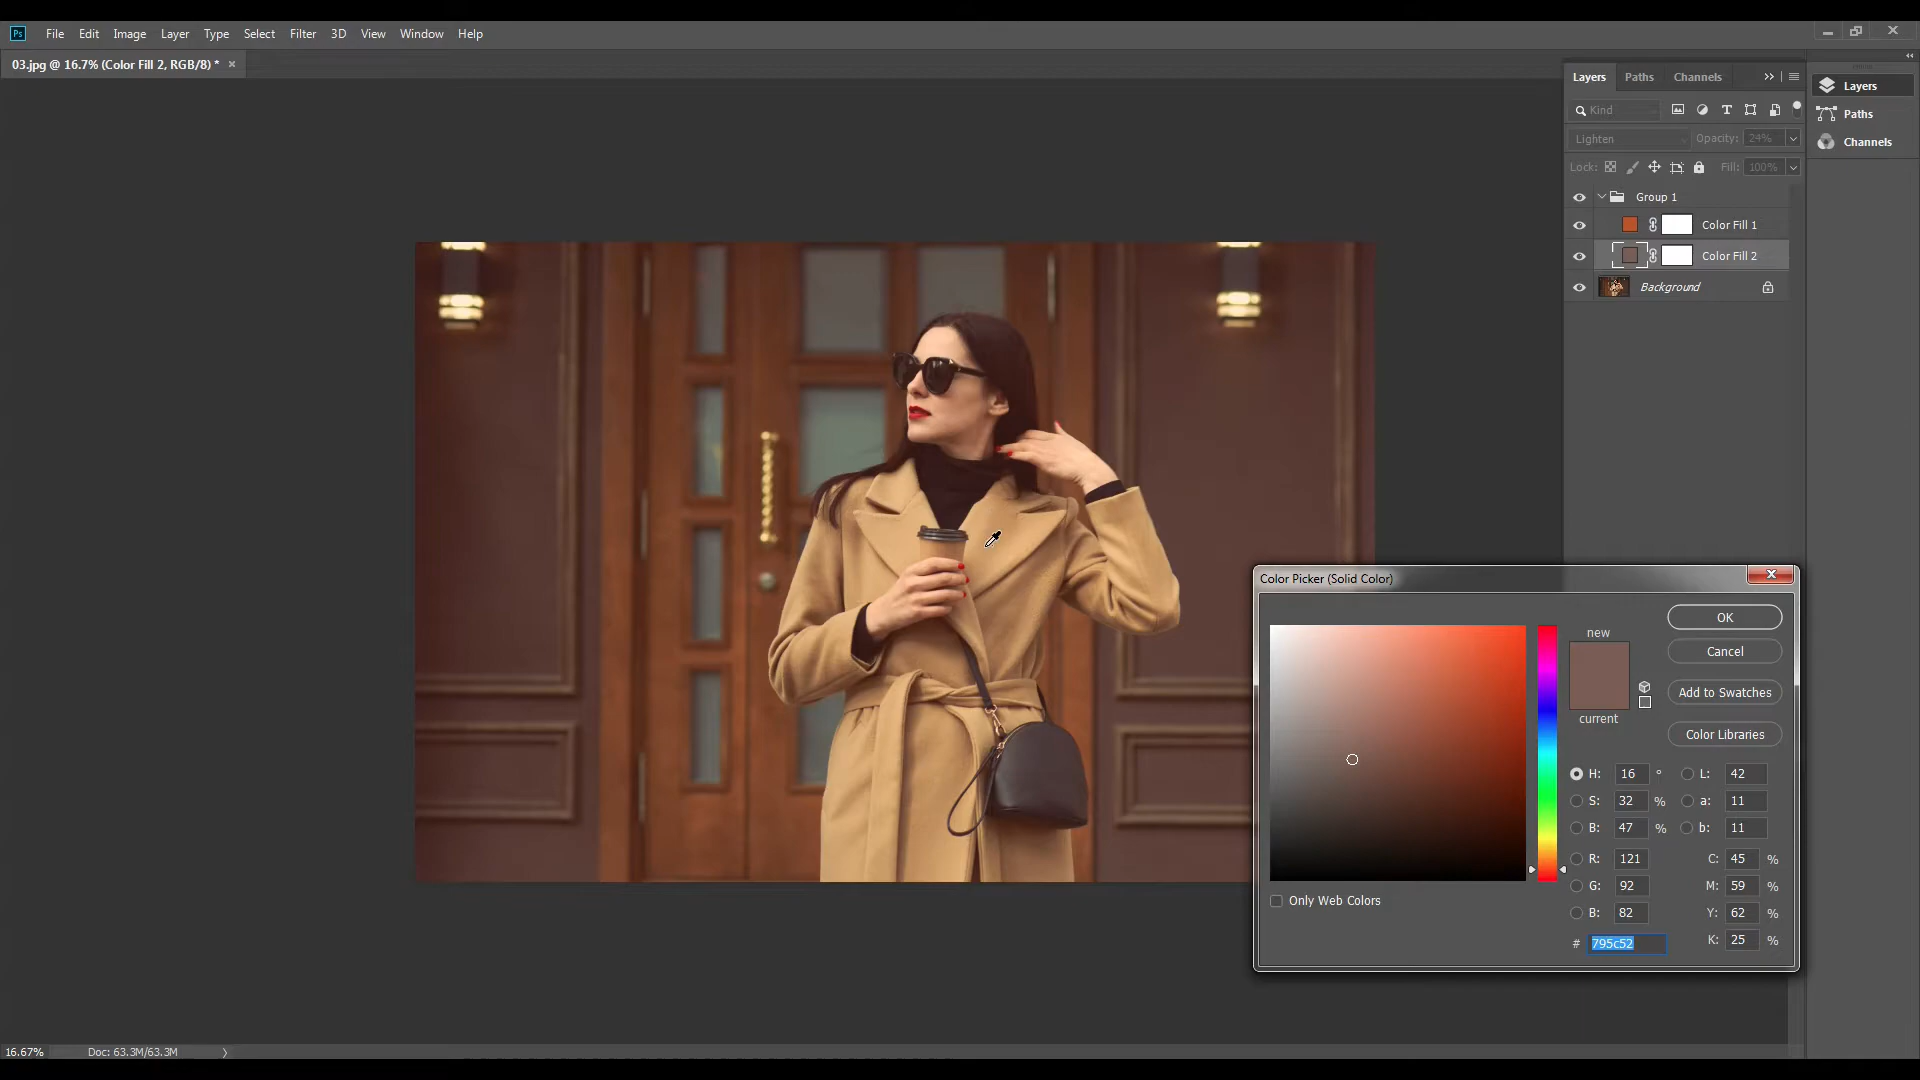 Ps File Edit Image Layer Type Select Filter 3D View Window Help
03.jpg @ 16.7% (Color Fill 2, RGB/8) *
Layers Paths Channels
Kind
Lighten Opacity: 24%
Lock: Fill: 100%
Group 1
Color Fill 1
Color Fill 2
Background
Layers
Paths
Channels
Color Picker (Solid Color)
new
current
OK
Cancel
Add to Swatches
Color Libraries
H: 16 ° L: 42
S: 32 % a: 11
B: 47 % b: 11
R: 121 C: 45 %
G: 92 M: 59 %
B: 82 Y: 62 %
# 795c52 K: 25 %
Only Web Colors
16.67% Doc: 63.3M/63.3M